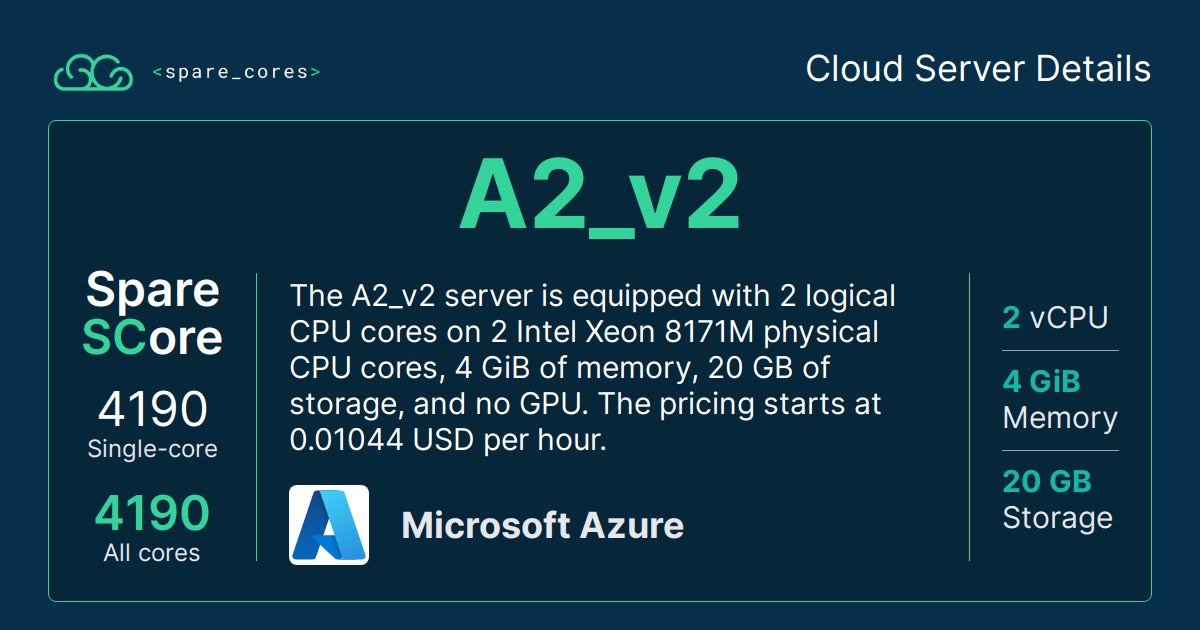 <spare_cores>
Cloud Server Details
A2_v2
Spare
SCore
4190
Single-core
4190
All cores
The A2_v2 server is equipped with 2 logical
CPU cores on 2 Intel Xeon 8171M physical
CPU cores, 4 GiB of memory, 20 GB of
storage, and no GPU. The pricing starts at
0.01044 USD per hour.
Microsoft Azure
2 vCPU
4 GiB
Memory
20 GB
Storage